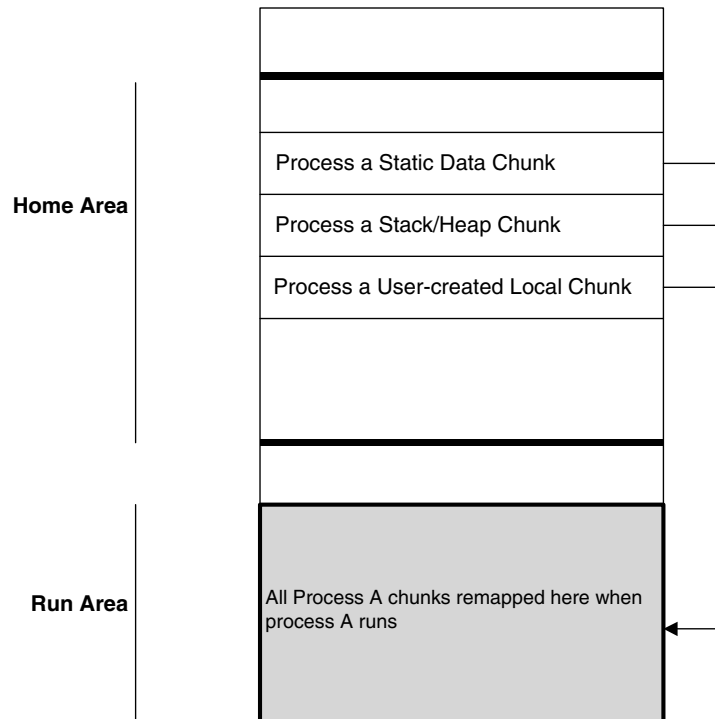 Process a Static Data Chunk
Home Area
Process a Stack/Heap Chunk
Process a User-created Local Chunk
Run Area
All Process A chunks remapped here when
process A runs